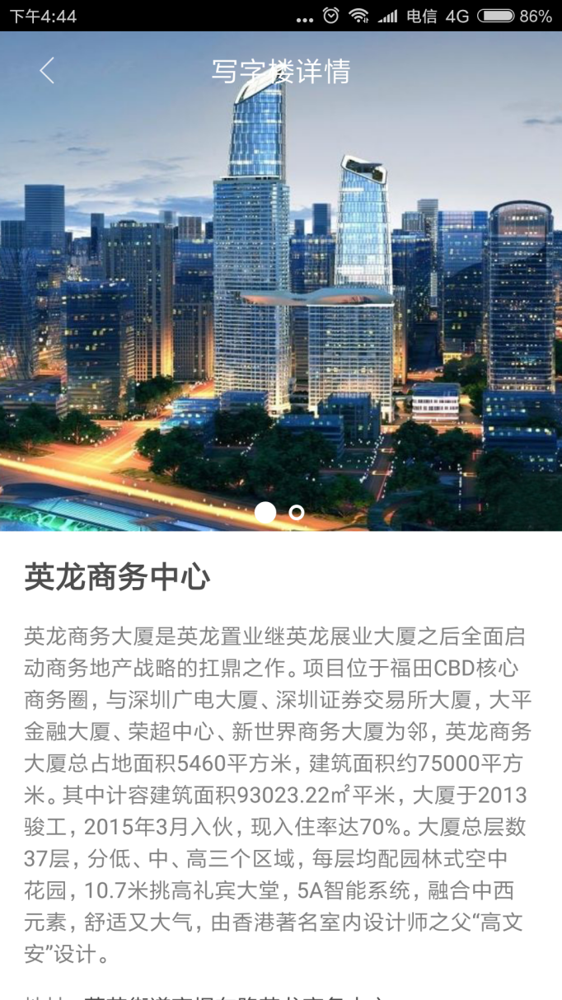 下午4:44
... 电信 4G 86%
写字楼详情
英龙商务中心
英龙商务大厦是英龙置业继英龙展业大厦之后全面启
动商务地产战略的扛鼎之作。项目位于福田CBD核心
商务圈，与深圳广电大厦、深圳证券交易所大厦，大平
金融大厦、荣超中心、新世界商务大厦为邻，英龙商务
大厦总占地面积5460平方米，建筑面积约75000平方
米。其中计容建筑面积93023.22㎡平米，大厦于2013
骏工，2015年3月入伙，现入住率达70%。大厦总层数
37层，分低、中、高三个区域，每层均配园林式空中
花园，10.7米挑高礼宾大堂，5A智能系统，融合中西
元素，舒适又大气，由香港著名室内设计师之父“高文
安”设计。